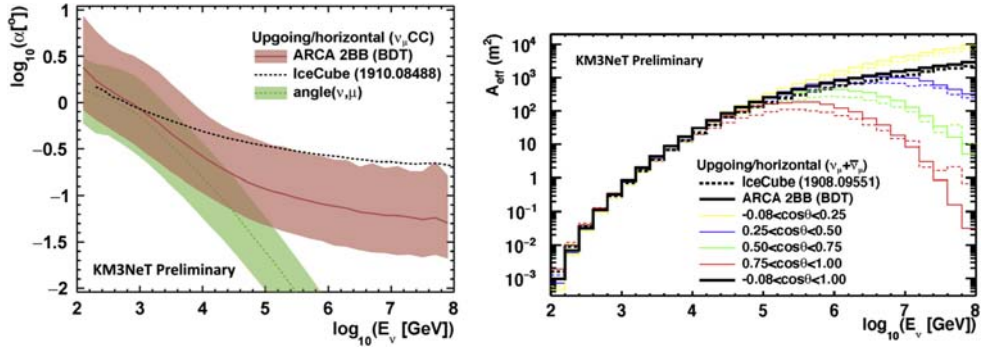 log₁₀(α[°])
1
0.5
0
−0.5
−1
−1.5
−2
Upgoing/horizontal (νμCC)
ARCA 2BB (BDT)
IceCube (1910.08488)
angle(ν,μ)
KM3NeT Preliminary
2 3 4 5 6 7 8
log₁₀(Eν [GeV])
Aeff (m²)
10⁴
10³
10²
10
1
10⁻¹
10⁻²
10⁻³
KM3NeT Preliminary
Upgoing/horizontal (νμ+ν̅μ)
IceCube (1908.09551)
ARCA 2BB (BDT)
-0.08<cosθ<0.25
0.25<cosθ<0.50
0.50<cosθ<0.75
0.75<cosθ<1.00
-0.08<cosθ<1.00
2 3 4 5 6 7 8
log₁₀(Eν [GeV])